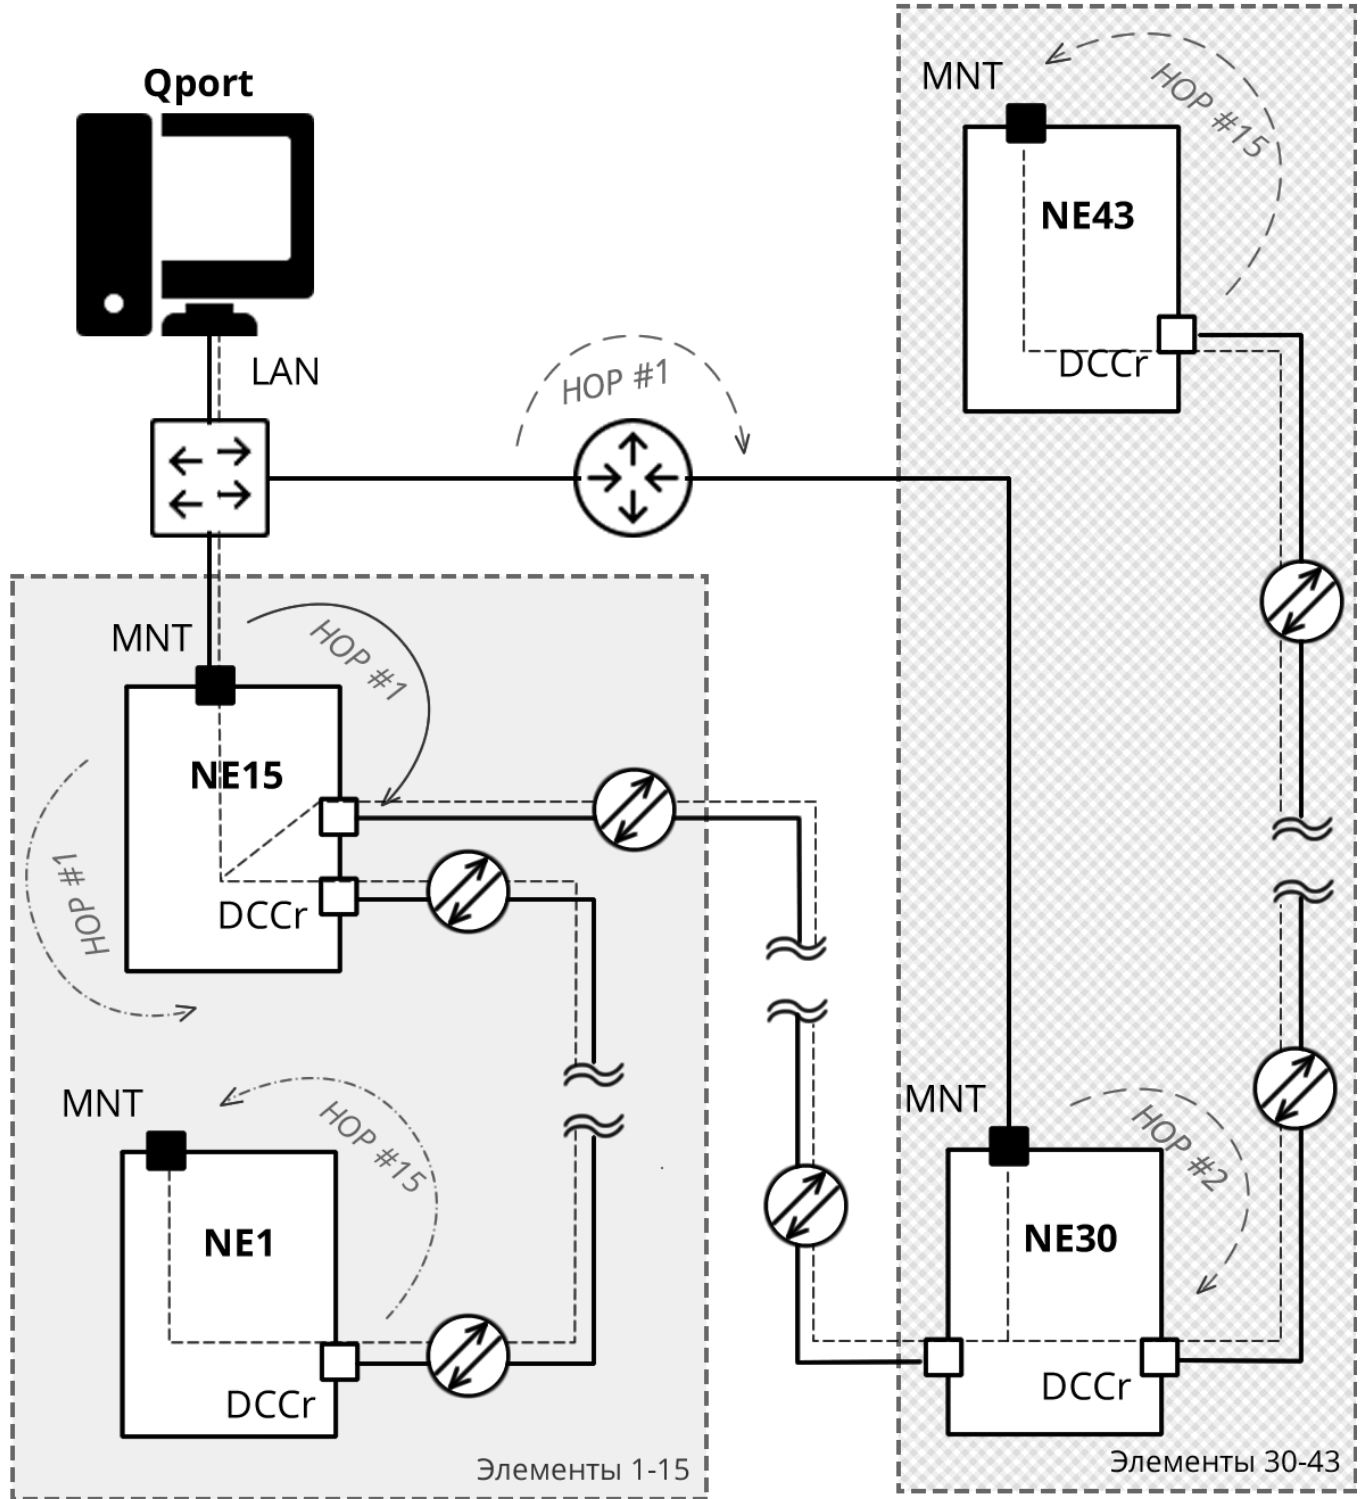 Qport
LAN
HOP #1
MNT
HOP #15
NE43
DCCr
MNT
HOP #1
NE15
HOP #1
DCCr
MNT
HOP #15
NE1
DCCr
Элементы 1-15
MNT
HOP #2
NE30
DCCr
Элементы 30-43